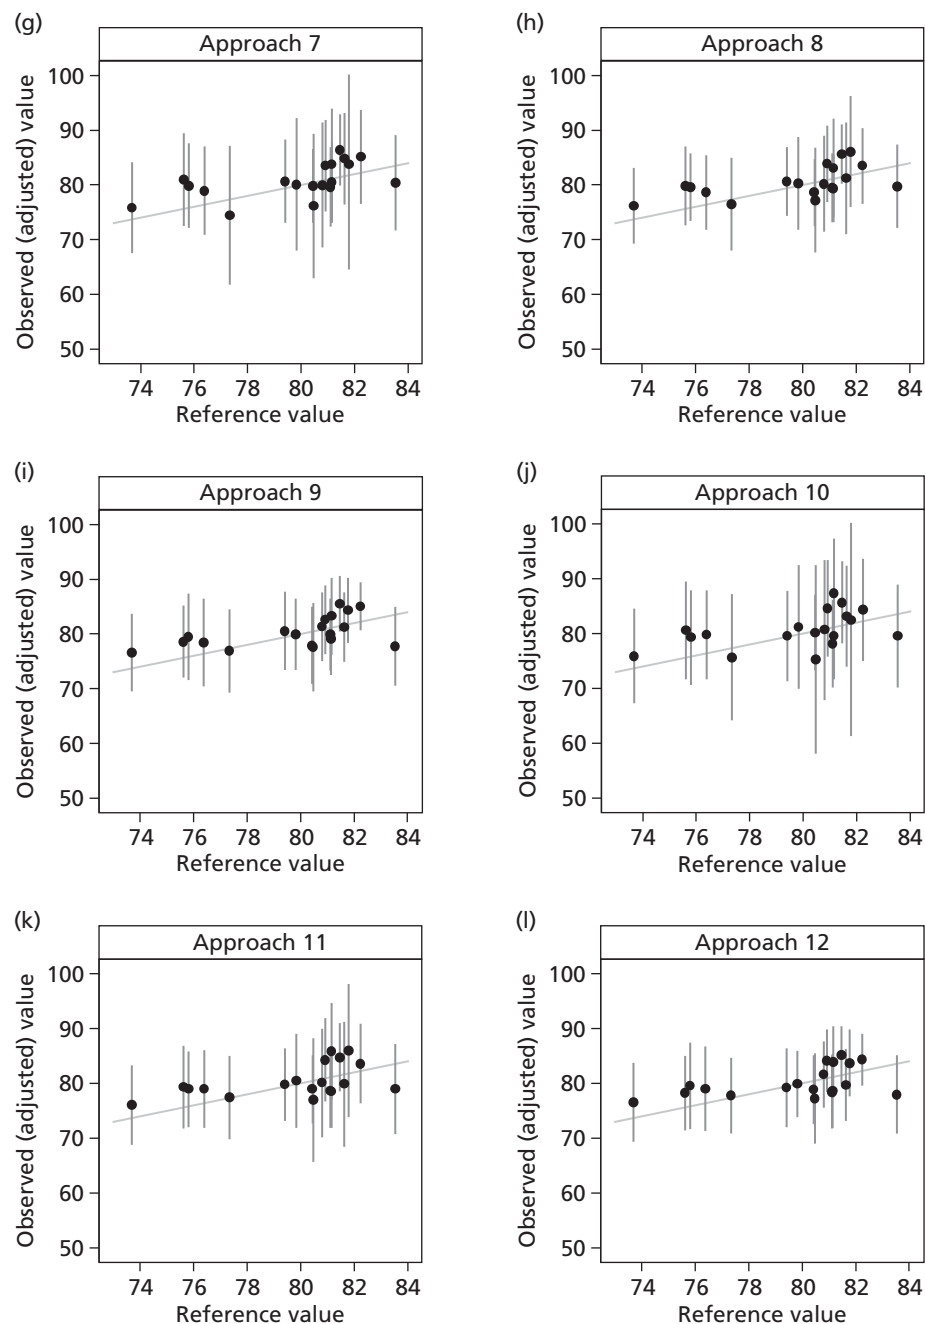 (g)
Approach 7
Observed (adjusted) value
100
90
80
70
60
50
74 76 78 80 82 84
Reference value
(h)
Approach 8
Observed (adjusted) value
100
90
80
70
60
50
74 76 78 80 82 84
Reference value
(i)
Approach 9
Observed (adjusted) value
100
90
80
70
60
50
74 76 78 80 82 84
Reference value
(j)
Approach 10
Observed (adjusted) value
100
90
80
70
60
50
74 76 78 80 82 84
Reference value
(k)
Approach 11
Observed (adjusted) value
100
90
80
70
60
50
74 76 78 80 82 84
Reference value
(l)
Approach 12
Observed (adjusted) value
100
90
80
70
60
50
74 76 78 80 82 84
Reference value